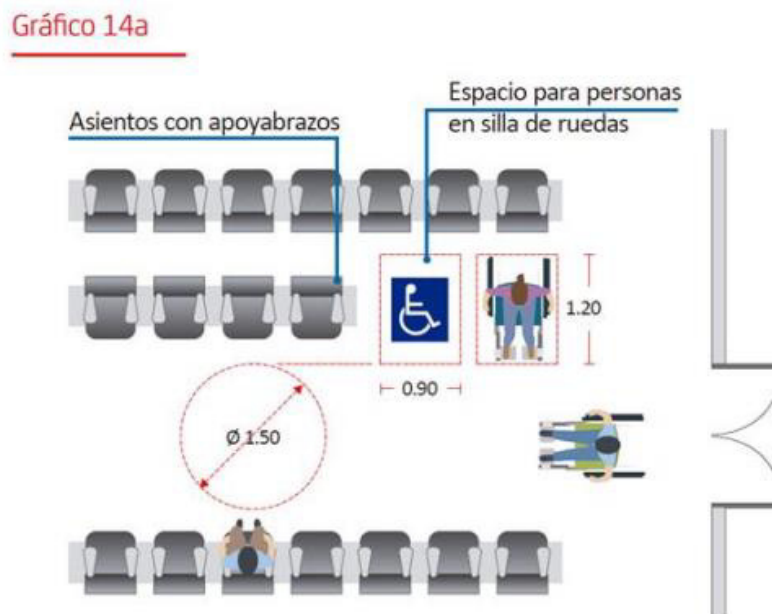 Gráfico 14a
Espacio para personas
en silla de ruedas
Asientos con apoyabrazos
1.20
0.90
Ø 1.50